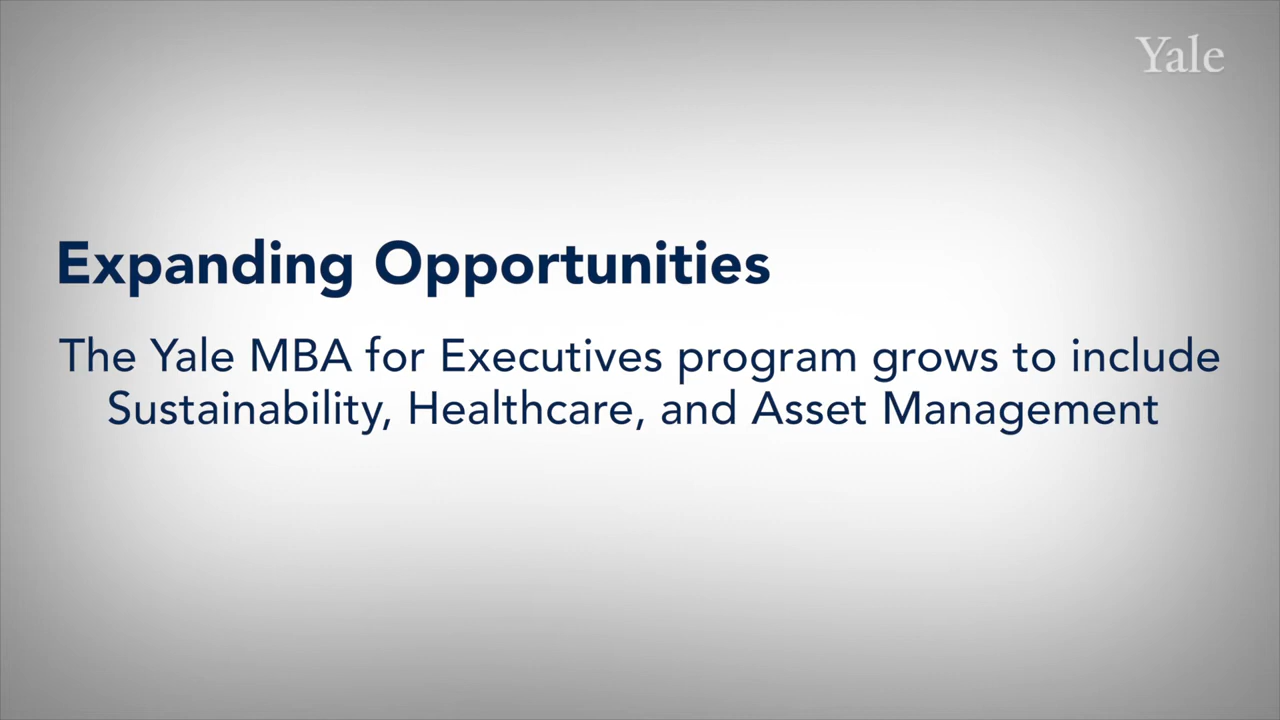 Yale
Expanding Opportunities
The Yale MBA for Executives program grows to include
Sustainability, Healthcare, and Asset Management